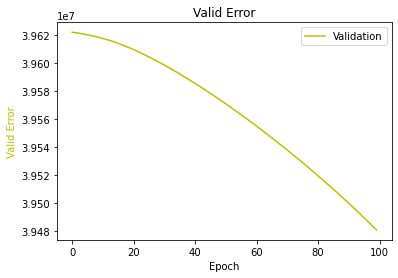 Valid Error
1e7
Validation
3.962
3.960
3.958
3.956
3.954
3.952
3.950
3.948
Valid Error
0
20
40
60
80
100
Epoch